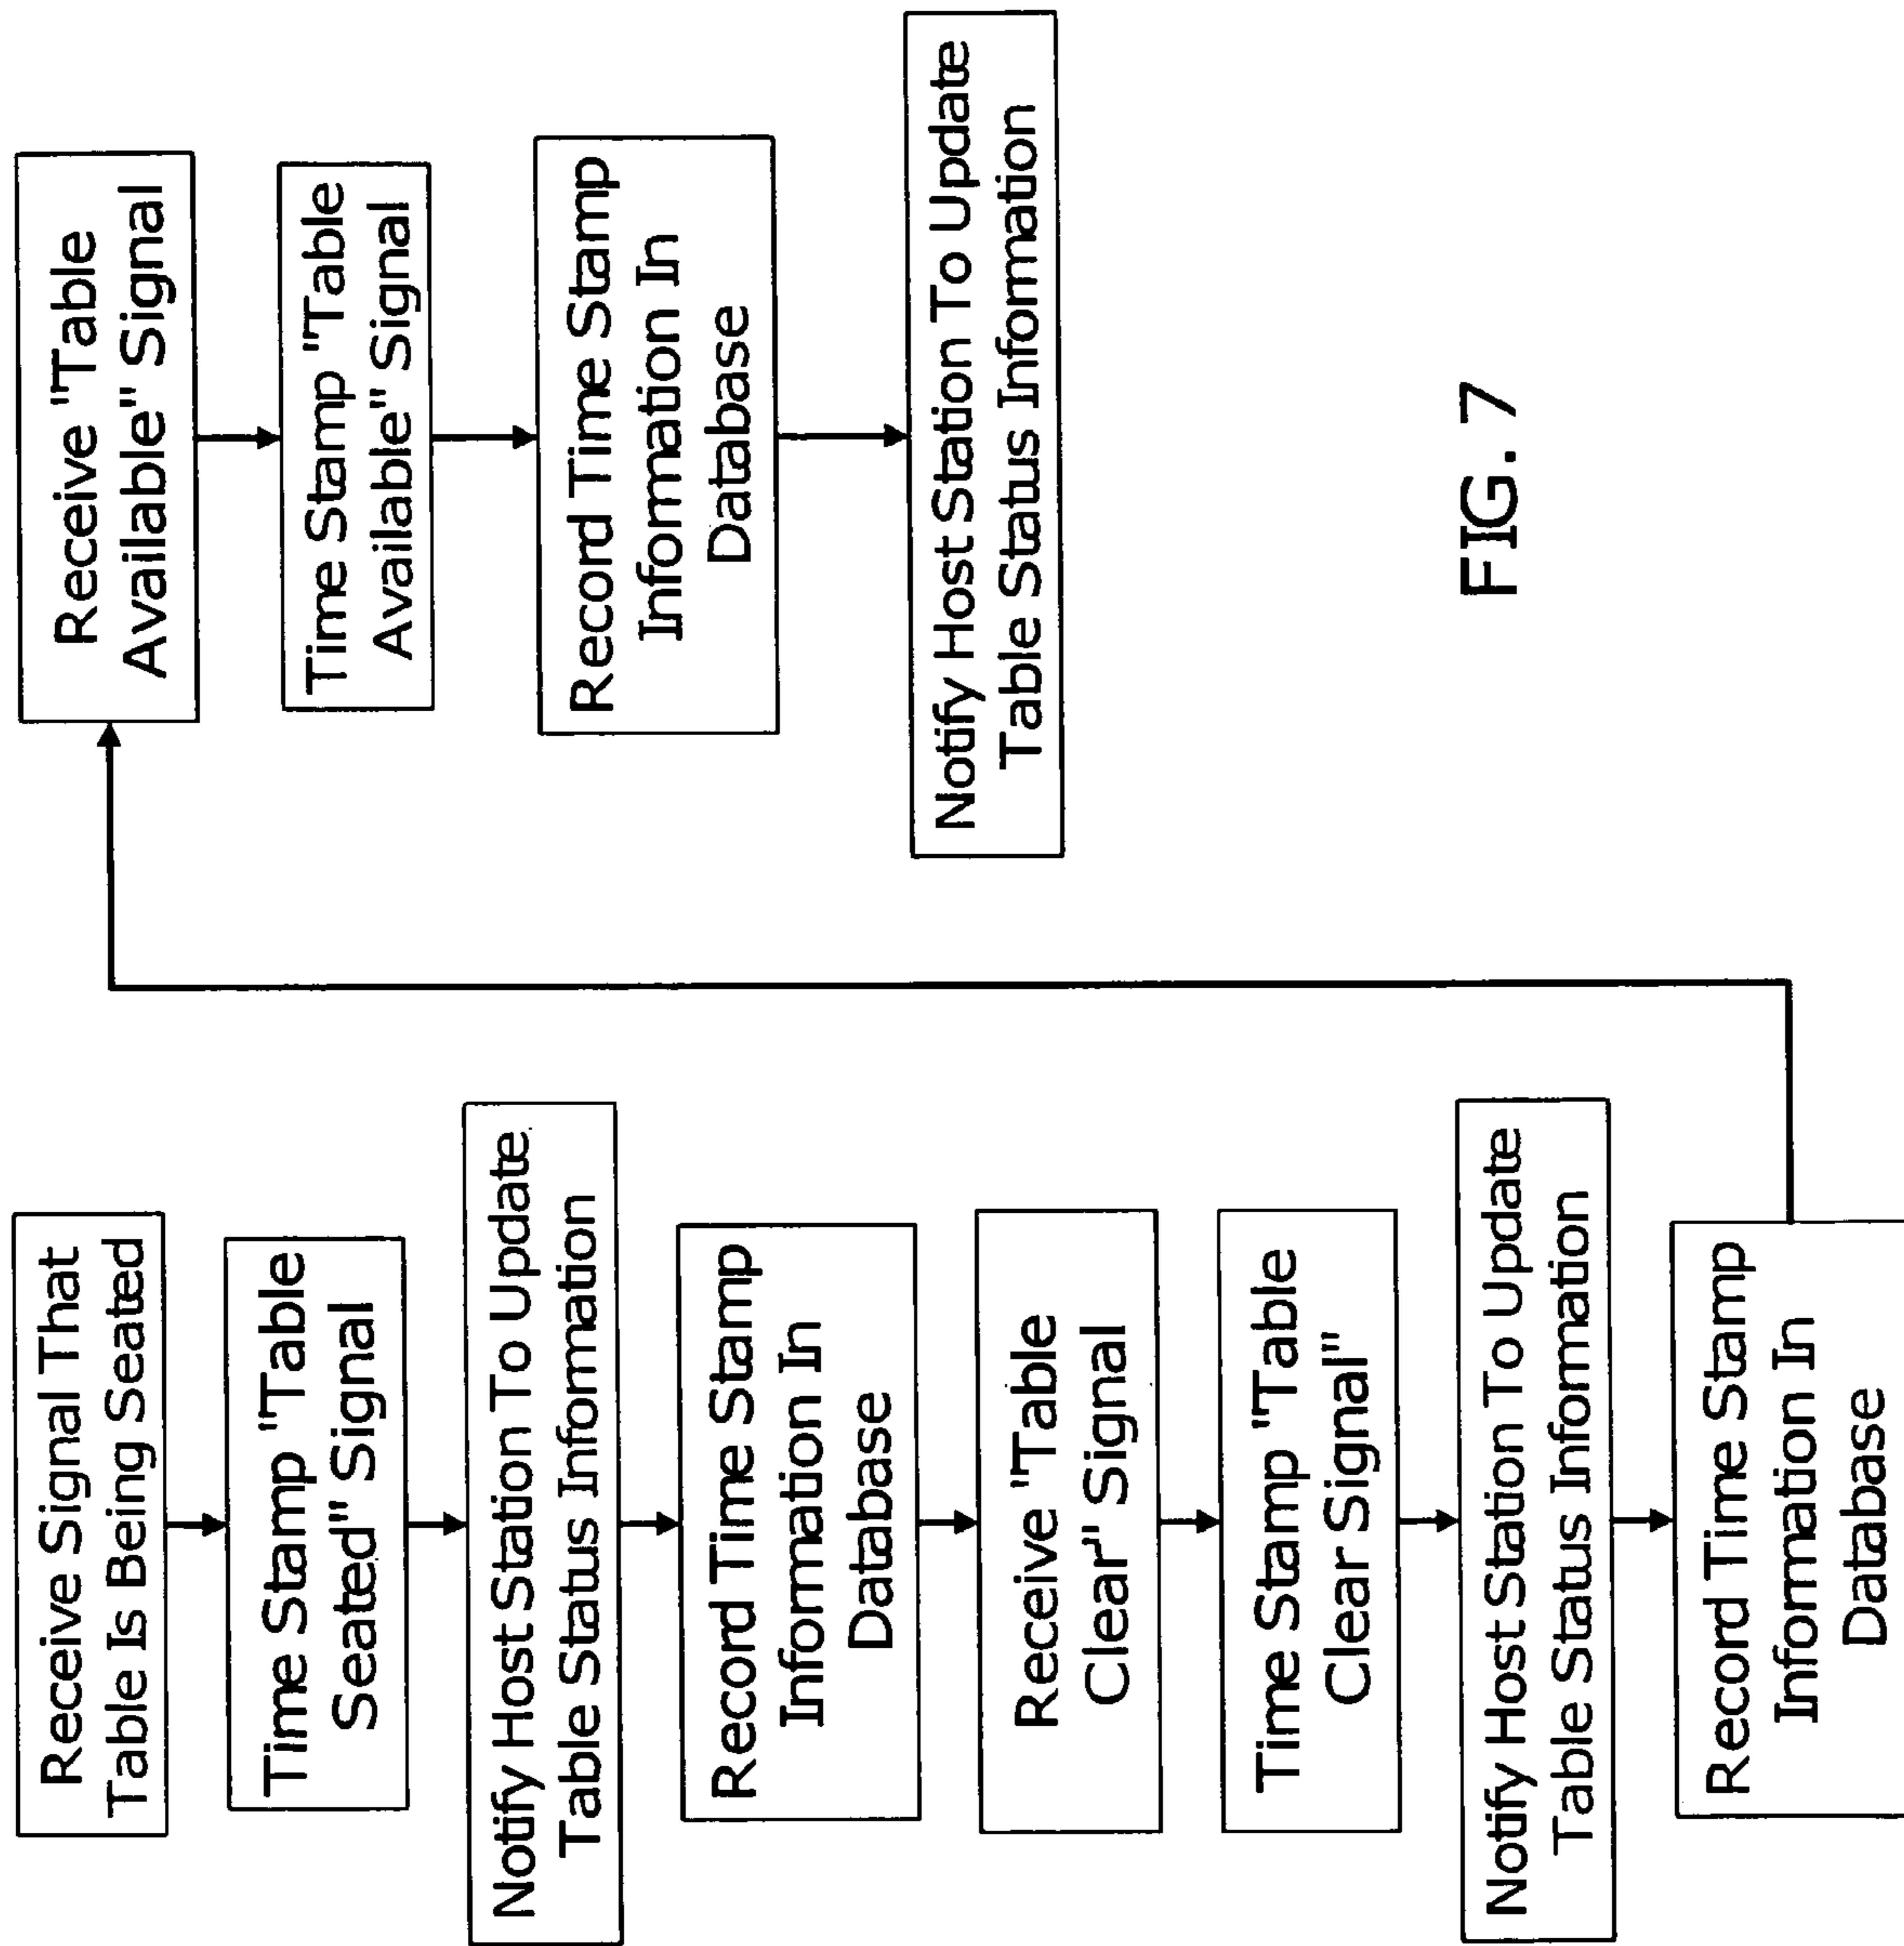 Receive Signal That
Table Is Being Seated
Time Stamp "Table
Seated" Signal
Notify Host Station To Update
Table Status Information
Record Time Stamp
Information In
Database
Receive "Table
Clear" Signal
Time Stamp "Table
Clear Signal"
Notify Host Station To Update
Table Status Information
Record Time Stamp
Information In
Database
Receive "Table
Available" Signal
Time Stamp "Table
Available" Signal
Record Time Stamp
Information In
Database
Notify Host Station To Update
Table Status Information
FIG. 7